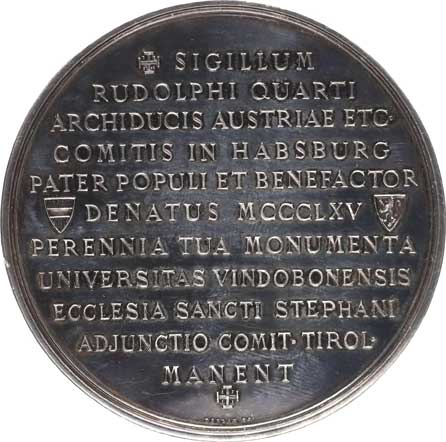 SIGILLUM
RUDOLPHI QUARTI
ARCHIDUCIS AUSTRIAE ETC·
COMITIS IN HABSBURG
PATER POPULI ET BENEFACTOR
DENATUS MCCCLXV
PERENNIA TUA MONUMENTA
UNIVERSITAS VINDOBONENSIS
ECCLESIA SANCTI STEPHANI
ADJUNCTIO COMIT· TIROL·
MANENT